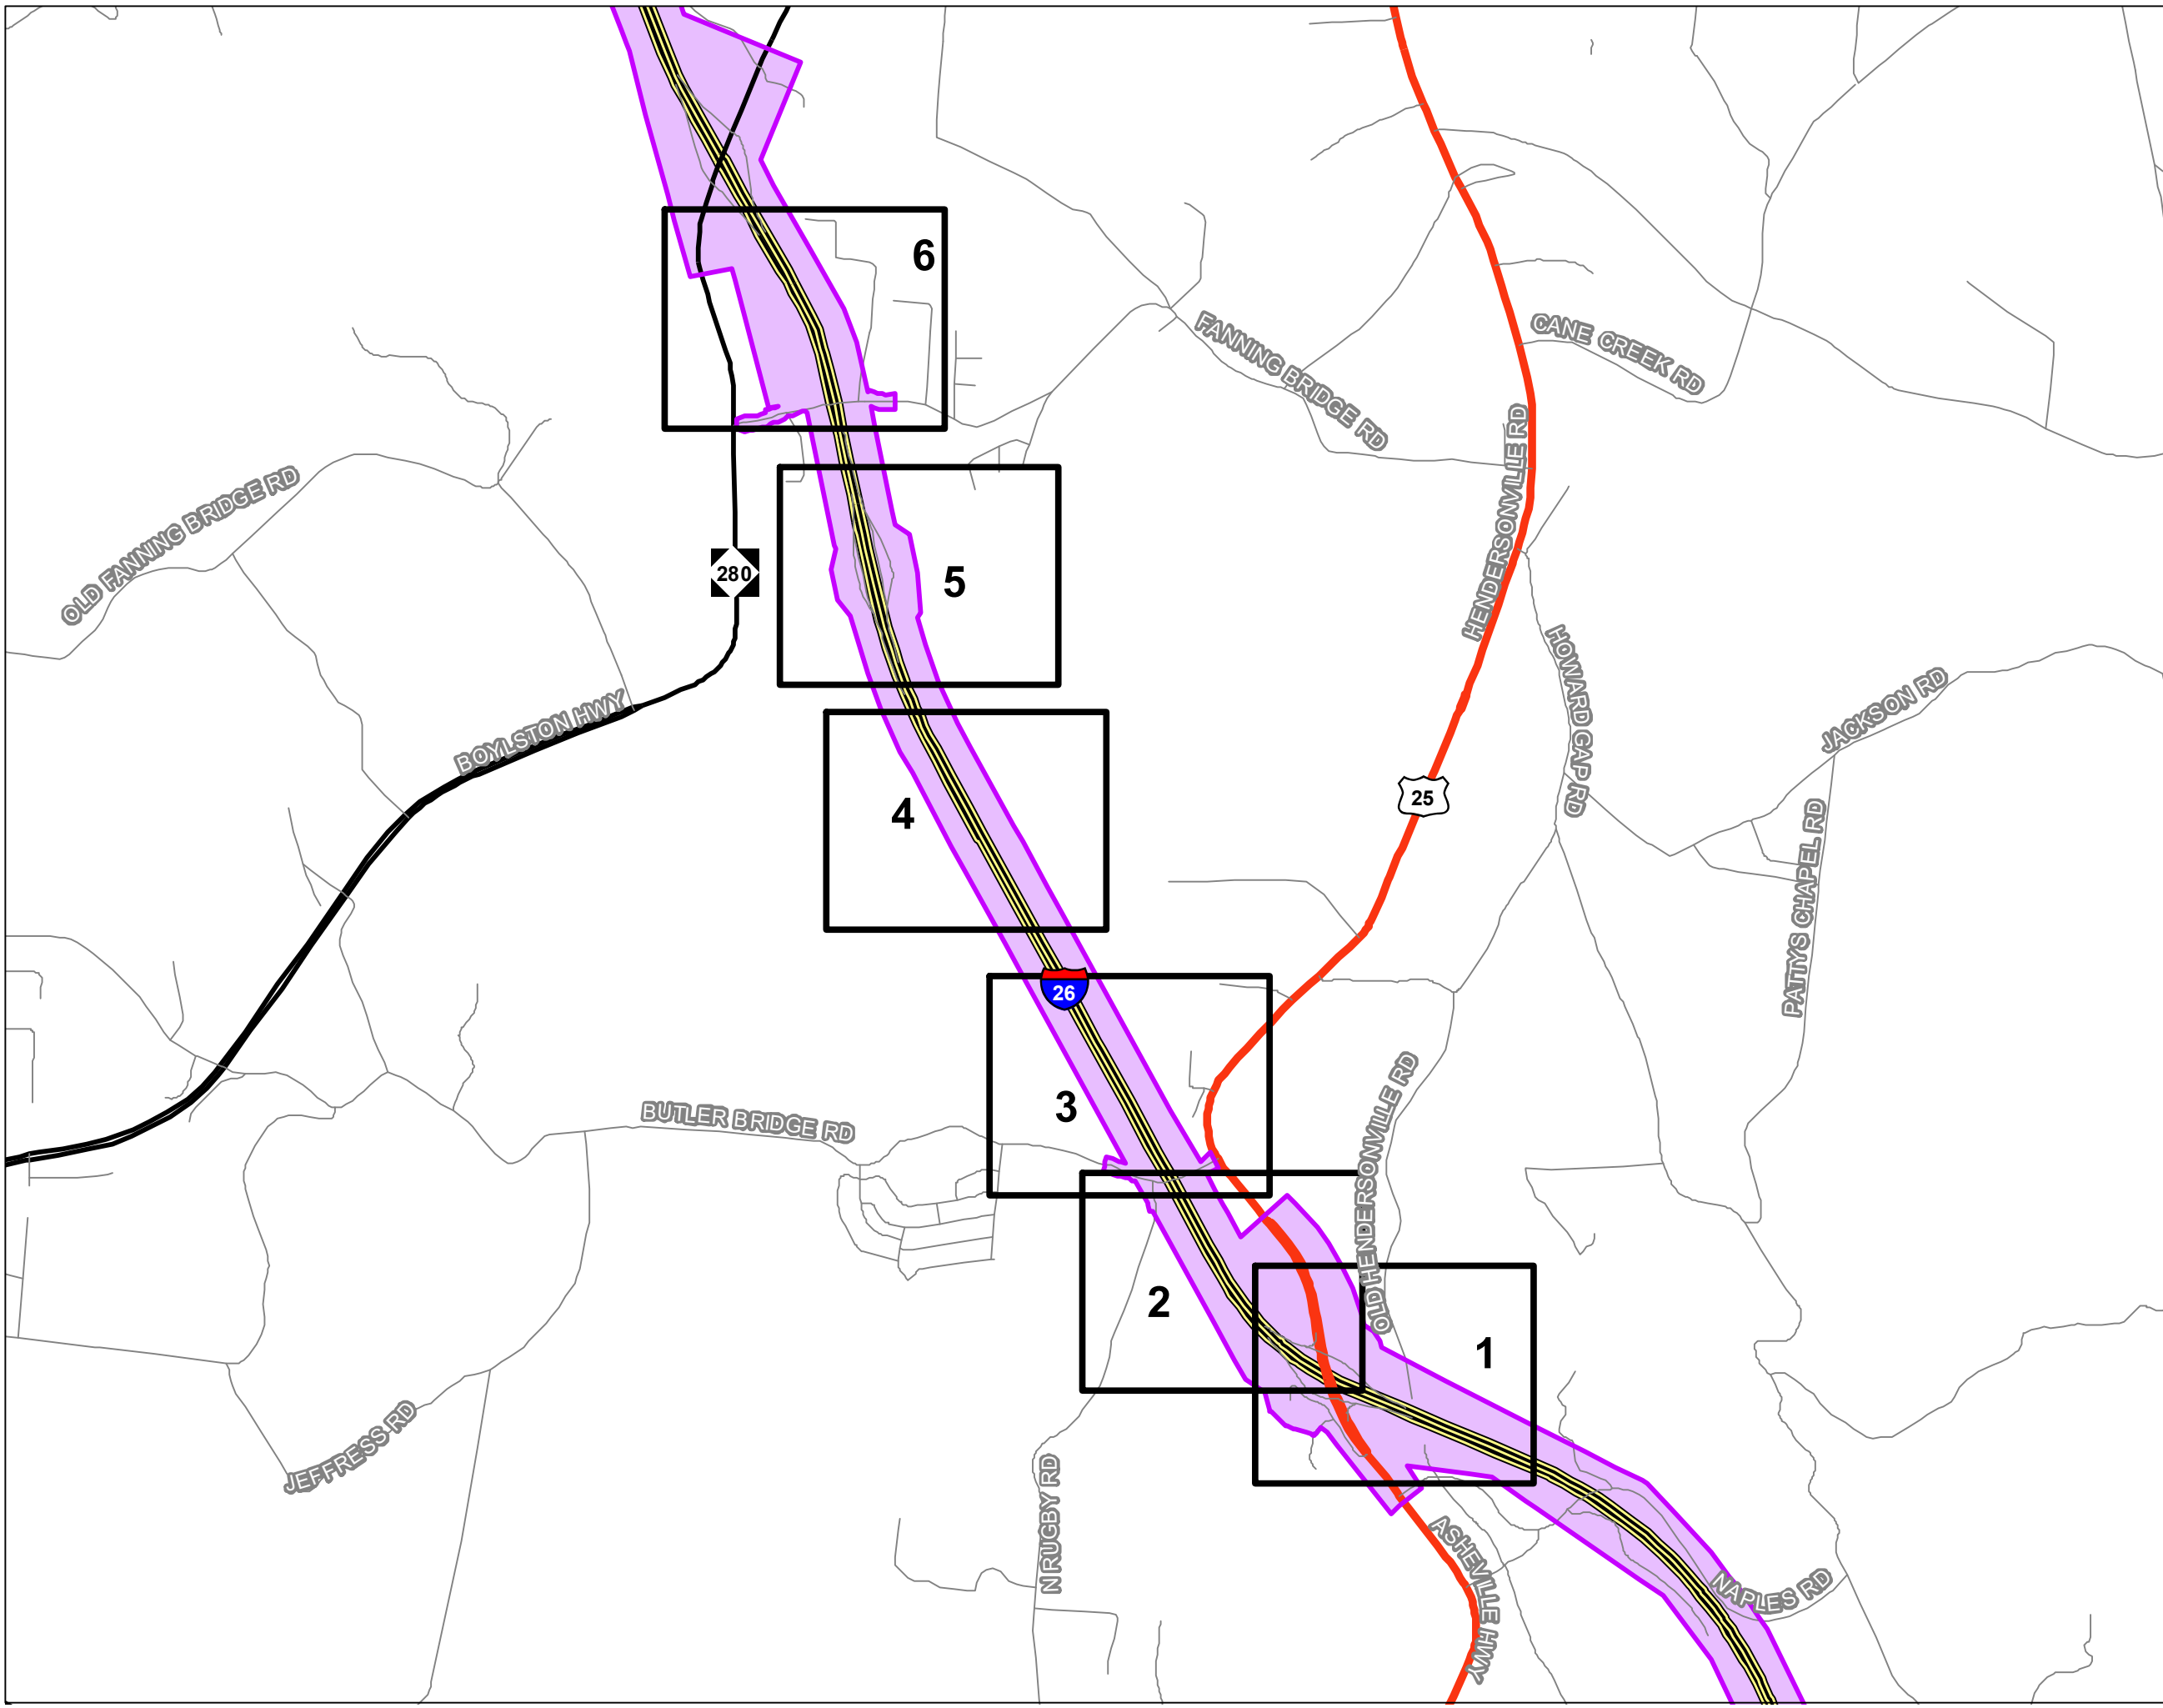 6
FANNING BRIDGE RD
CANE CREEK RD
HENDERSONVILLE RD
OLD FANNING BRIDGE RD
280
5
HOWARD GAP RD
JACKSON RD
BOYLSTON HWY
25
4
PATTYS CHAPEL RD
26
3
BUTLER BRIDGE RD
OLD HENDERSONVILLE RD
2
1
JEFFRESS RD
N RUGBY RD
ASHEVILLE HWY
NAPLES RD